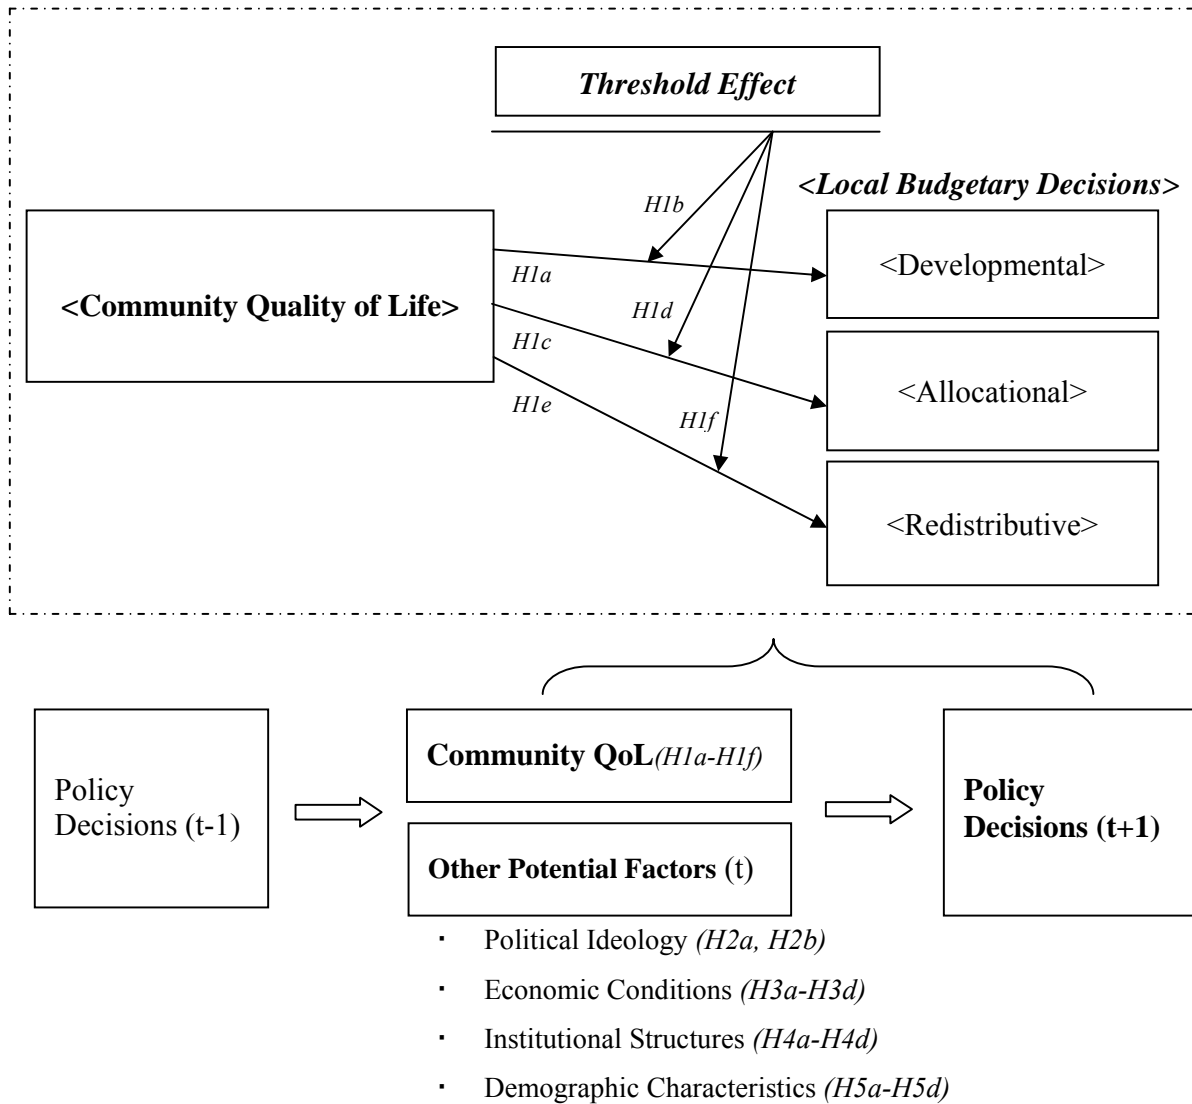 Threshold Effect
<Local Budgetary Decisions>
H1b
<Developmental>
H1a
<Community Quality of Life>
H1d
H1c
<Allocational>
H1e
H1f
<Redistributive>
Community QoL(H1a-H1f)
Policy
Decisions (t-1)
Policy
Decisions (t+1)
Other Potential Factors (t)
· Political Ideology (H2a, H2b)
· Economic Conditions (H3a-H3d)
· Institutional Structures (H4a-H4d)
· Demographic Characteristics (H5a-H5d)